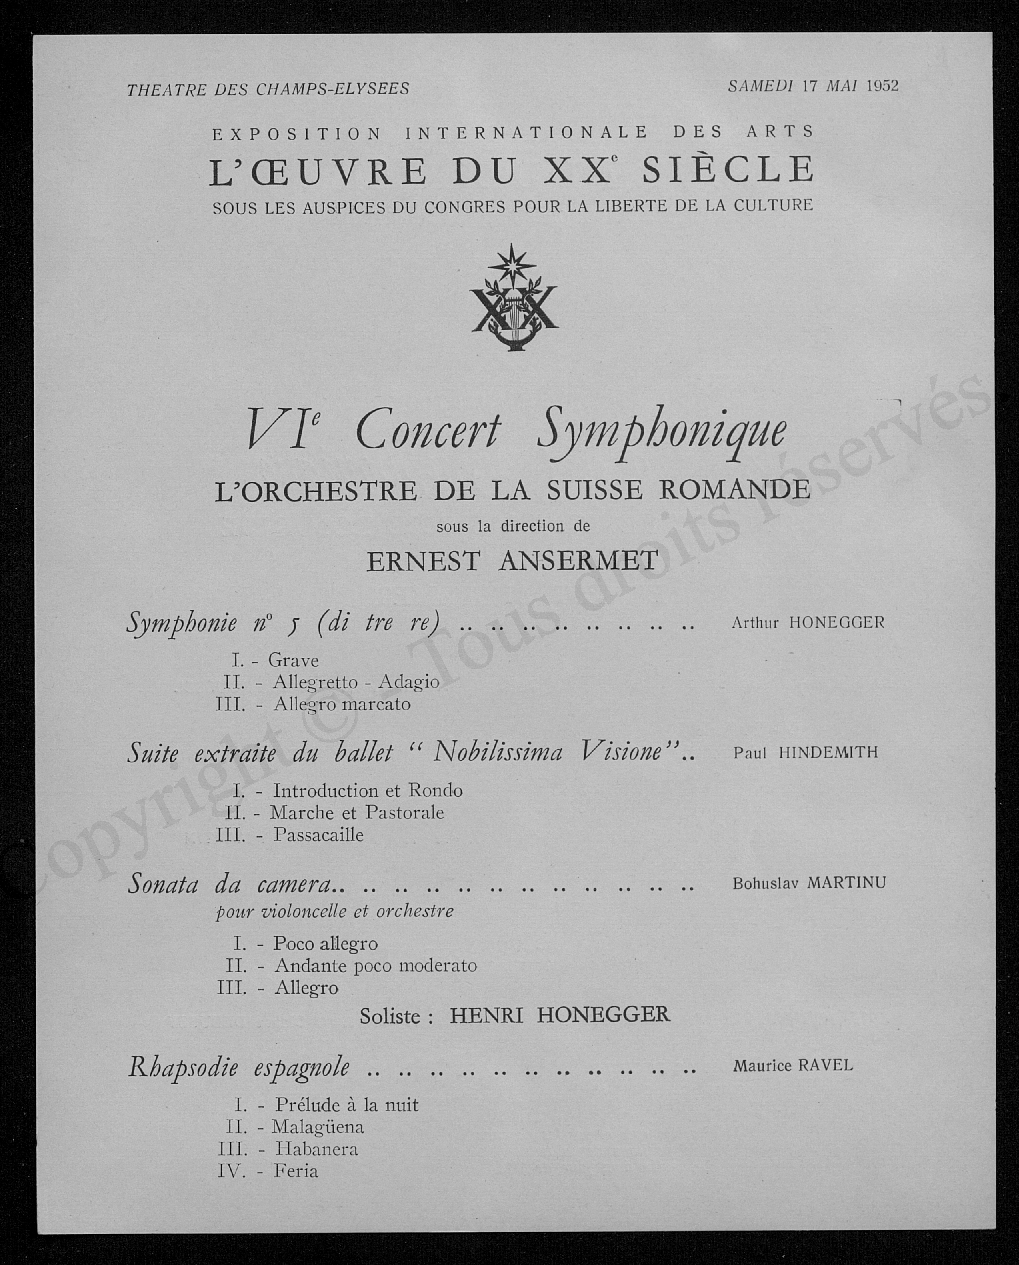 THEATRE DES CHAMPS-ELYSEES SAMEDI 17 MAI 1952
EXPOSITION INTERNATIONALE DES ARTS
L'ŒUVRE DU XXe SIÈCLE
SOUS LES AUSPICES DU CONGRES POUR LA LIBERTE DE LA CULTURE
XX
VIe Concert Symphonique
L'ORCHESTRE DE LA SUISSE ROMANDE
sous la direction de
ERNEST ANSERMET
Symphonie no 5 (di tre re) .. .. .. .. .. .. .. .. Arthur HONEGGER
I. - Grave
II. - Allegretto - Adagio
III. - Allegro marcato
Suite extraite du ballet “ Nobilissima Visione”.. Paul HINDEMITH
I. - Introduction et Rondo
II. - Marche et Pastorale
III. - Passacaille
Sonata da camera.. .. .. .. .. .. .. .. .. .. .. .. Bohuslav MARTINU
pour violoncelle et orchestre
I. - Poco allegro
II. - Andante poco moderato
III. - Allegro
Soliste : HENRI HONEGGER
Rhapsodie espagnole .. .. .. .. .. .. .. .. .. .. .. Maurice RAVEL
I. - Prélude à la nuit
II. - Malagüena
III. - Habanera
IV. - Feria
Copyright © - Tous droits réservés